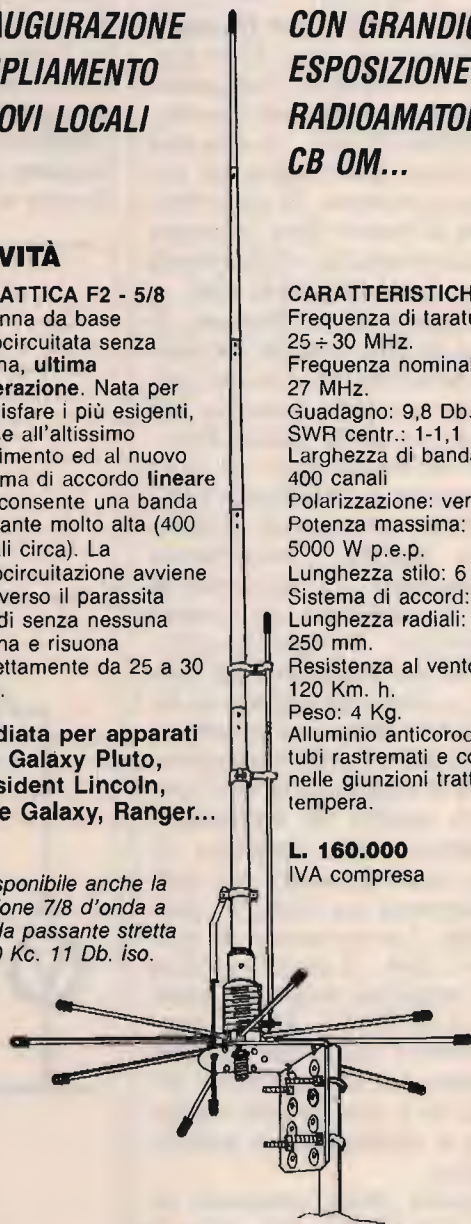 AUGURAZIONE
PLIAMENTO
OVI LOCALI
CON GRANDIO
ESPOSIZIONE
RADIOAMATOR
CB OM...
VITÀ
ATTICA F2 - 5/8
nna da base
ocircuitata senza
na, ultima
erazione. Nata per
isfare i più esigenti,
e all'altissimo
imento ed al nuovo
ma di accordo lineare
consente una banda
ante molto alta (400
li circa). La
ocircuitazione avviene
verso il parassita
di senza nessuna
na e risuona
ettamente da 25 a 30
.
diata per apparati
Galaxy Pluto,
sident Lincoln,
e Galaxy, Ranger...
sponibile anche la
ione 7/8 d'onda a
da passante stretta
0 Kc. 11 Db. iso.
CARATTERISTICH
Frequenza di taratu
25÷30 MHz.
Frequenza nominal
27 MHz.
Guadagno: 9,8 Db.
SWR centr.: 1-1,1
Larghezza di banda
400 canali
Polarizzazione: ver
Potenza massima:
5000 W p.e.p.
Lunghezza stilo: 6
Sistema di accord:
Lunghezza radiali:
250 mm.
Resistenza al vento
120 Km. h.
Peso: 4 Kg.
Alluminio anticorod
tubi rastremati e co
nelle giunzioni tratt
tempera.
L. 160.000
IVA compresa